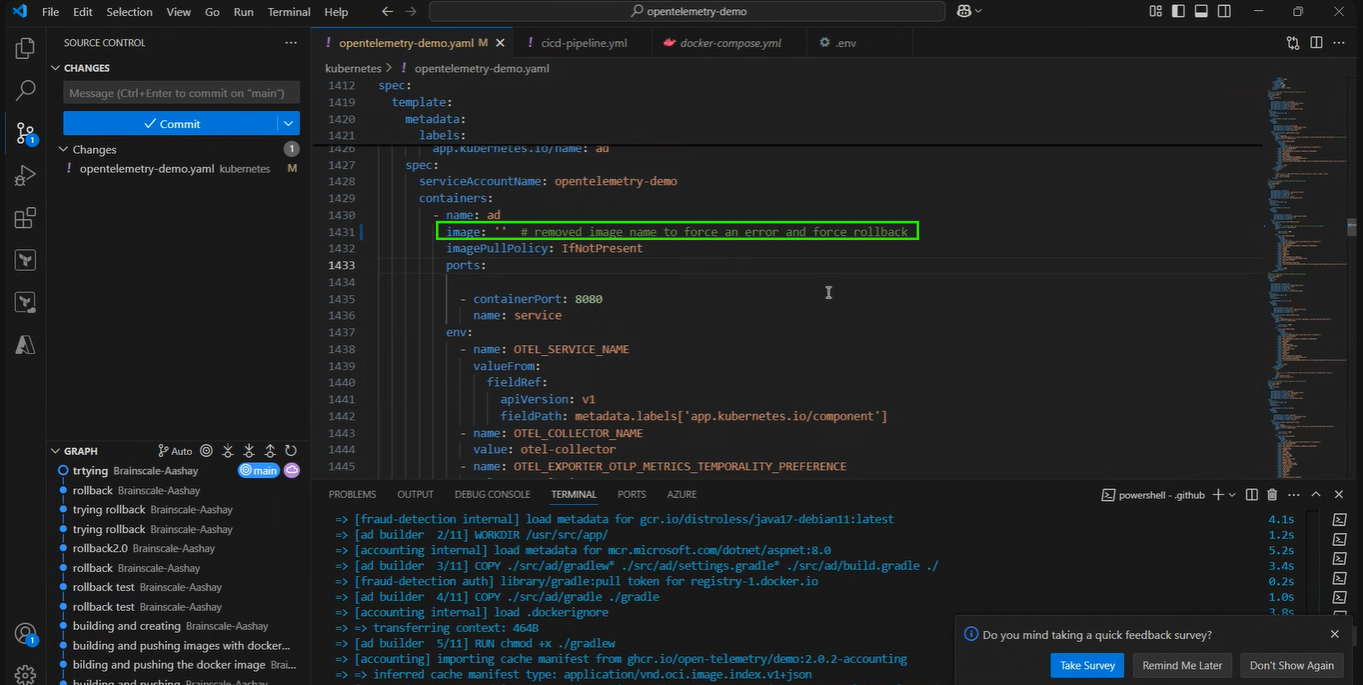 File Edit Selection View Go Run Terminal Help opentelemetry-demo
SOURCE CONTROL
CHANGES
Message (Ctrl+Enter to commit on "main")
Commit
Changes 1
! opentelemetry-demo.yaml kubernetes M
GRAPH Auto
trtying Brainscale-Aashay main
rollback Brainscale-Aashay
trying rollback Brainscale-Aashay
trying rollback Brainscale-Aashay
rollback2.0 Brainscale-Aashay
rollback Brainscale-Aashay
rollback test Brainscale-Aashay
rollback test Brainscale-Aashay
building and creating Brainscale-Aashay
building and pushing images with docker...
bilding and pushing the docker image Brai...
building and pushing Brainscale-Aashay
1
1
! opentelemetry-demo.yaml M ! cicd-pipeline.yml docker-compose.yml .env
kubernetes > ! opentelemetry-demo.yaml
1412 spec:
1419 template:
1420 metadata:
1421 labels:
1426 app.kubernetes.io/name: ad
1427 spec:
1428 serviceAccountName: opentelemetry-demo
1429 containers:
1430 - name: ad
1431 image: '' # removed image name to force an error and force rollback
1432 imagePullPolicy: IfNotPresent
1433 ports:
1434
1435 - containerPort: 8080
1436 name: service
1437 env:
1438 - name: OTEL_SERVICE_NAME
1439 valueFrom:
1440 fieldRef:
1441 apiVersion: v1
1442 fieldPath: metadata.labels['app.kubernetes.io/component']
1443 - name: OTEL_COLLECTOR_NAME
1444 value: otel-collector
1445 - name: OTEL_EXPORTER_OTLP_METRICS_TEMPORALITY_PREFERENCE
PROBLEMS OUTPUT DEBUG CONSOLE TERMINAL PORTS AZURE powershell - .github
=> [fraud-detection internal] load metadata for gcr.io/distroless/java17-debian11:latest 4.1s
=> [ad builder 2/11] WORKDIR /usr/src/app/ 1.2s
=> [accounting internal] load metadata for mcr.microsoft.com/dotnet/aspnet:8.0 5.2s
=> [ad builder 3/11] COPY ./src/ad/gradlew* ./src/ad/settings.gradle* ./src/ad/build.gradle ./ 3.4s
=> [fraud-detection auth] library/gradle:pull token for registry-1.docker.io 0.2s
=> [ad builder 4/11] COPY ./src/ad/gradle ./gradle 1.0s
=> [accounting internal] load .dockerignore 3.8s
=> => transferring context: 464B
=> [ad builder 5/11] RUN chmod +x ./gradlew
=> [accounting] importing cache manifest from ghcr.io/open-telemetry/demo:2.0.2-accounting
=> => inferred cache manifest type: application/vnd.oci.image.index.v1+json
Do you mind taking a quick feedback survey?
Take Survey Remind Me Later Don't Show Again